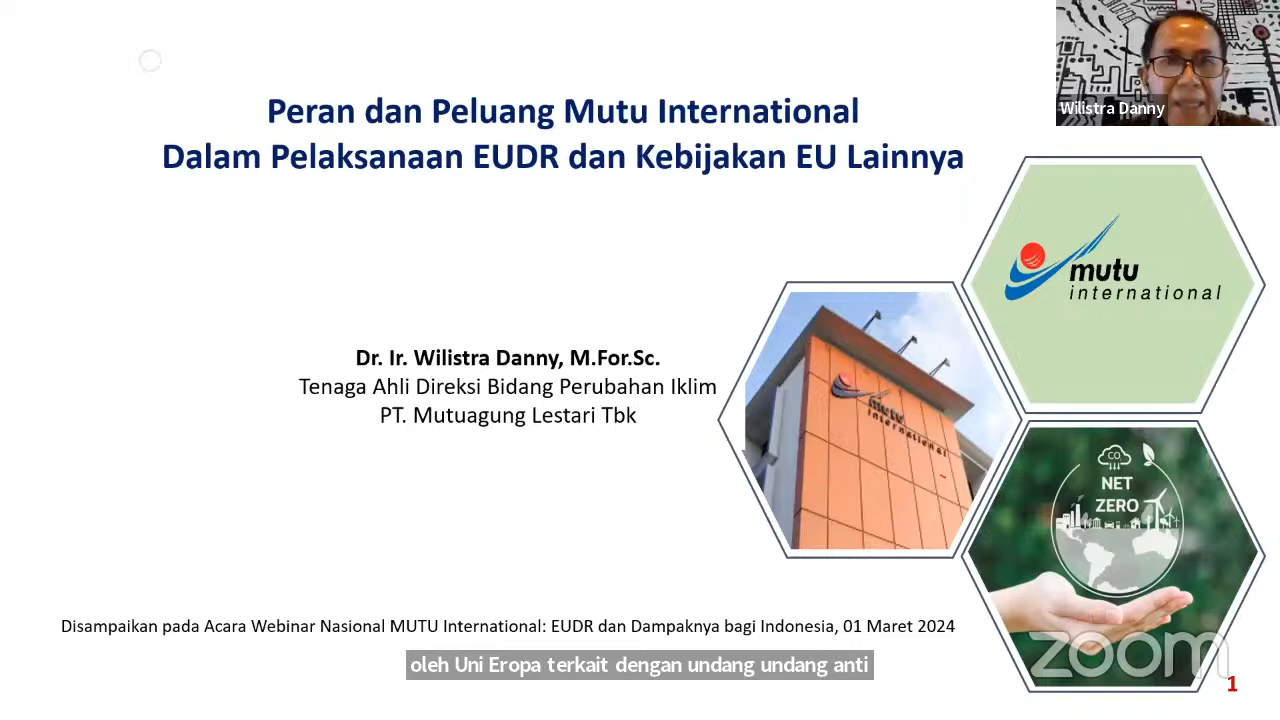 Wilistra Danny
Peran dan Peluang Mutu International
Dalam Pelaksanaan EUDR dan Kebijakan EU Lainnya
mutu
international
Dr. Ir. Wilistra Danny, M.For.Sc.
Tenaga Ahli Direksi Bidang Perubahan Iklim
PT. Mutuagung Lestari Tbk
mutu
international
CO
NET
ZERO
Disampaikan pada Acara Webinar Nasional MUTU International: EUDR dan Dampaknya bagi Indonesia, 01 Maret 2024
oleh Uni Eropa terkait dengan undang undang anti
zoom
1